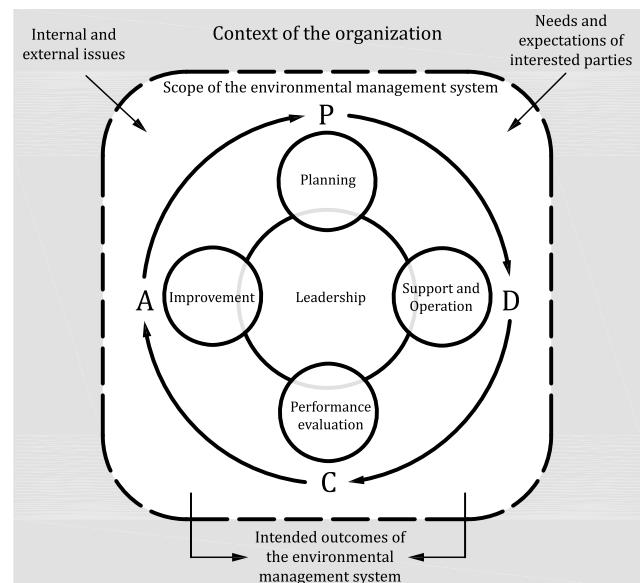 Internal and
external issues
Context of the organization
Needs and
expectations of
interested parties
Scope of the environmental management system
P
Planning
A
Improvement
Leadership
Support and
Operation
D
Performance
evaluation
C
Intended outcomes of
the environmental
management system